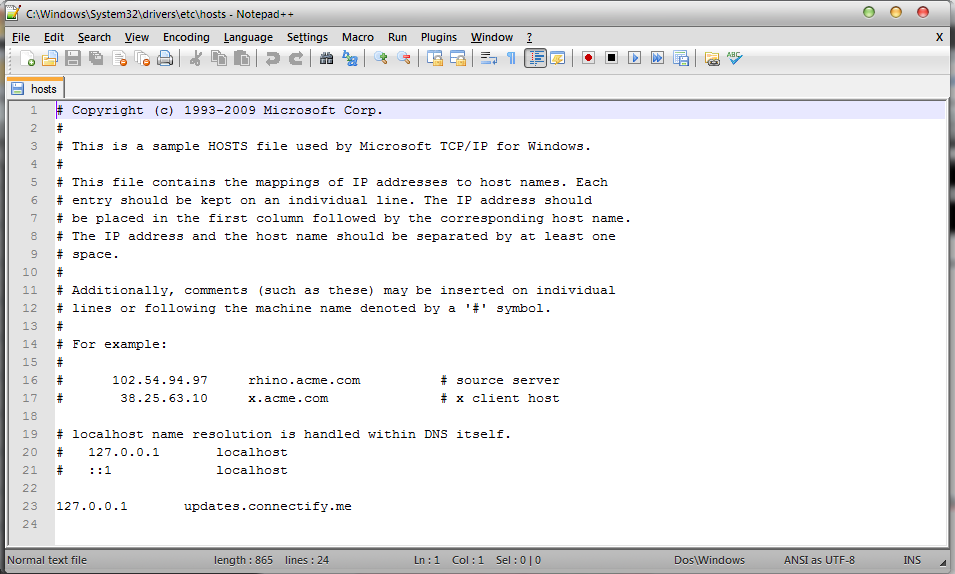 C:\Windows\System32\drivers\etc\hosts - Notepad++
File Edit Search View Encoding Language Settings Macro Run Plugins Window ? X
ABC
hosts
1 # Copyright (c) 1993-2009 Microsoft Corp.
2 #
3 # This is a sample HOSTS file used by Microsoft TCP/IP for Windows.
4 #
5 # This file contains the mappings of IP addresses to host names. Each
6 # entry should be kept on an individual line. The IP address should
7 # be placed in the first column followed by the corresponding host name.
8 # The IP address and the host name should be separated by at least one
9 # space.
10 #
11 # Additionally, comments (such as these) may be inserted on individual
12 # lines or following the machine name denoted by a '#' symbol.
13 #
14 # For example:
15 #
16 #      102.54.94.97     rhino.acme.com          # source server
17 #       38.25.63.10     x.acme.com              # x client host
18
19 # localhost name resolution is handled within DNS itself.
20 #   127.0.0.1       localhost
21 #   ::1             localhost
22
23 127.0.0.1       updates.connectify.me
24
Normal text file length : 865 lines : 24 Ln : 1 Col : 1 Sel : 0 | 0 Dos\Windows ANSI as UTF-8 INS